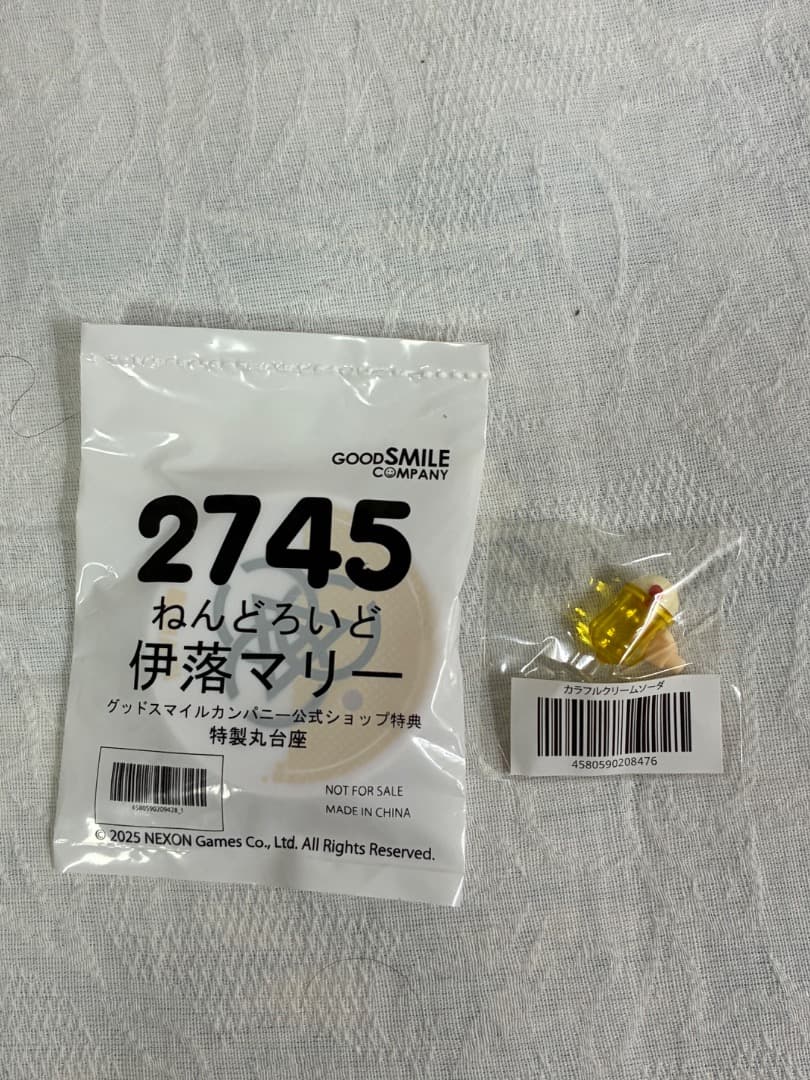 GOODSMILE
COMPANY
2745
ねんどろいど
伊落マリー
グッドスマイルカンパニー公式ショップ特典
特製丸台座
4580590209428_1
NOT FOR SALE
MADE IN CHINA
© 2025 NEXON Games Co., Ltd. All Rights Reserved.
カラフルクリームソーダ
4580590208476